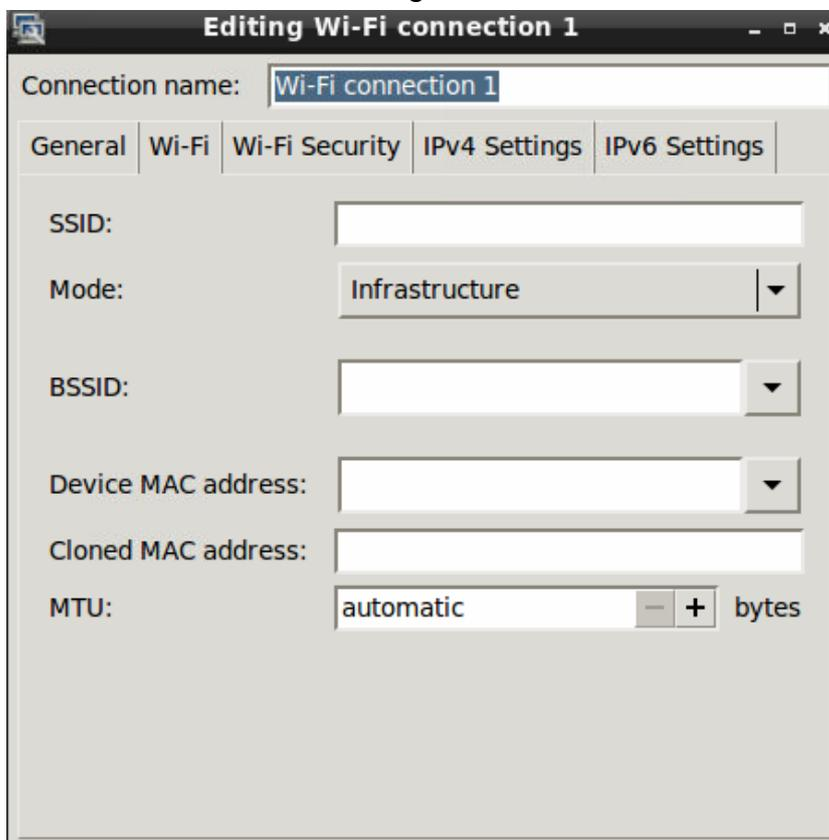 Editing Wi-Fi connection 1
Connection name: Wi-Fi connection 1
General Wi-Fi Wi-Fi Security IPv4 Settings IPv6 Settings
SSID:
Mode: Infrastructure
BSSID:
Device MAC address:
Cloned MAC address:
MTU: automatic − + bytes